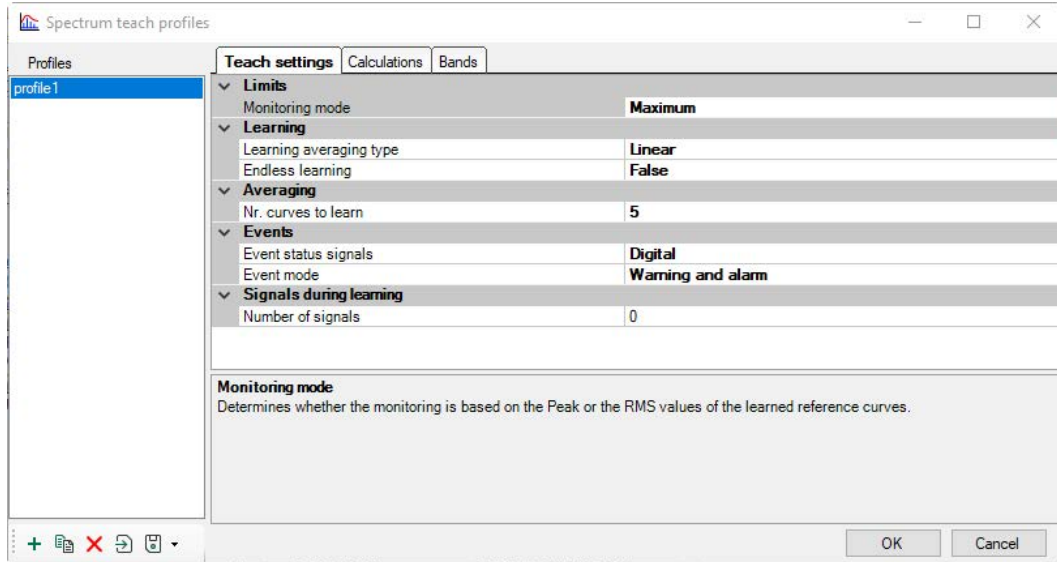 Spectrum teach profiles
Profiles
profile1
Teach settings Calculations Bands
Limits
Monitoring mode Maximum
Learning
Learning averaging type Linear
Endless learning False
Averaging
Nr. curves to learn 5
Events
Event status signals Digital
Event mode Warning and alarm
Signals during learning
Number of signals 0
Monitoring mode
Determines whether the monitoring is based on the Peak or the RMS values of the learned reference curves.
OK Cancel